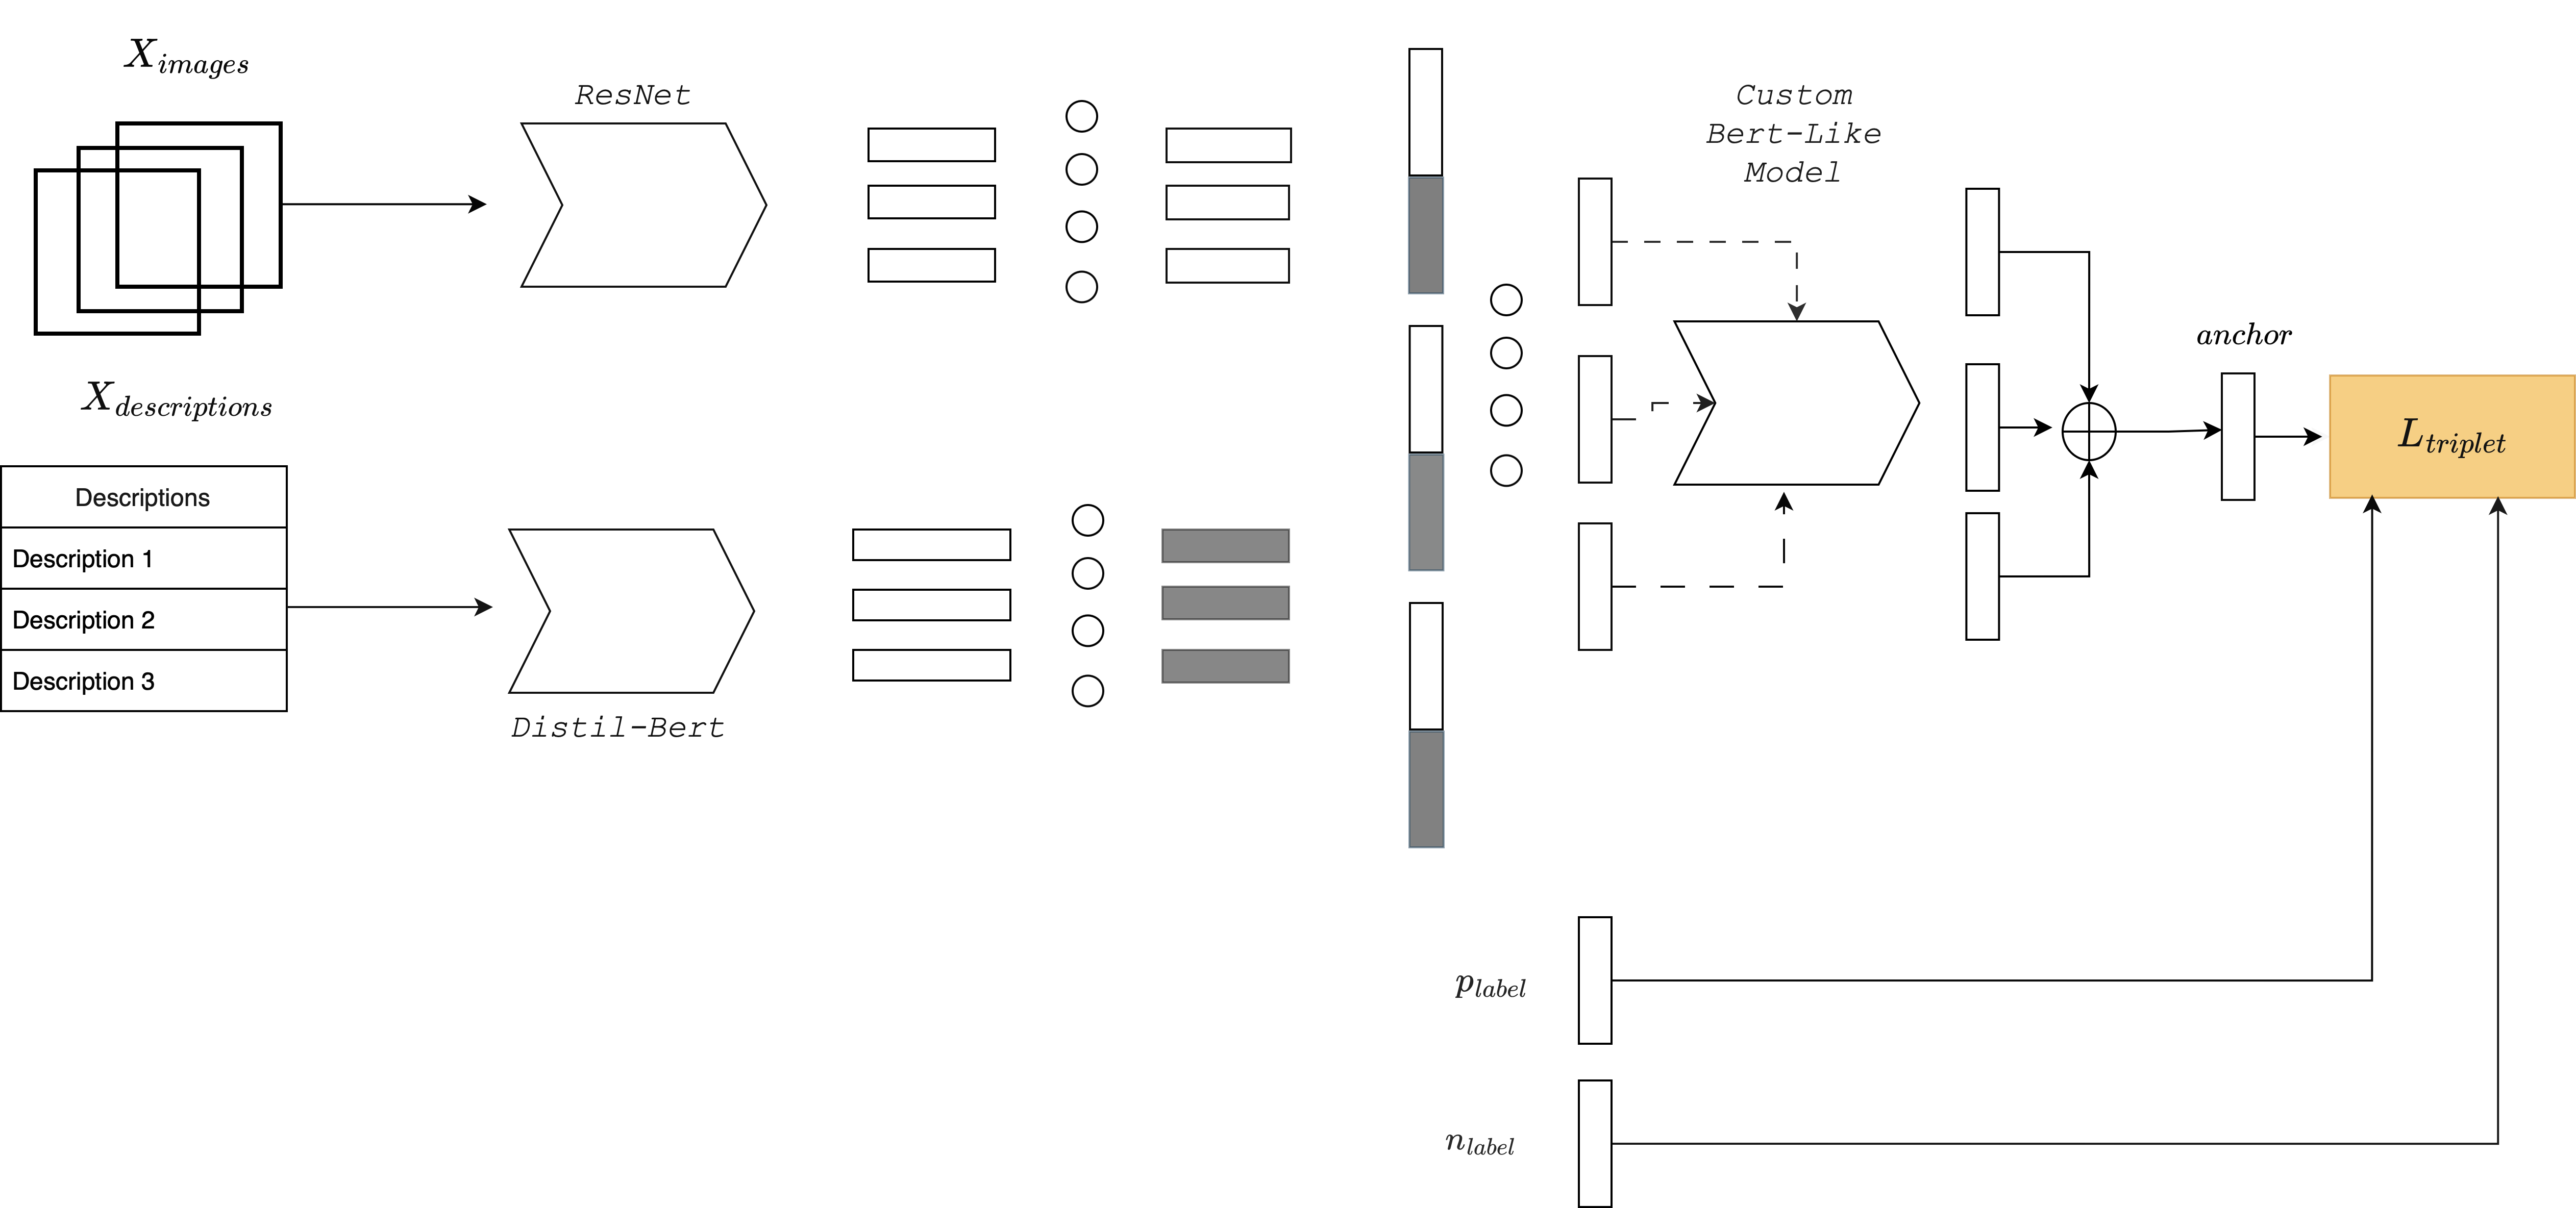 X_{images}
ResNet
Custom
Bert-Like
Model
X_{descriptions}
Descriptions
Description 1
Description 2
Description 3
Distil-Bert
anchor
L_{triplet}
p_{label}
n_{label}